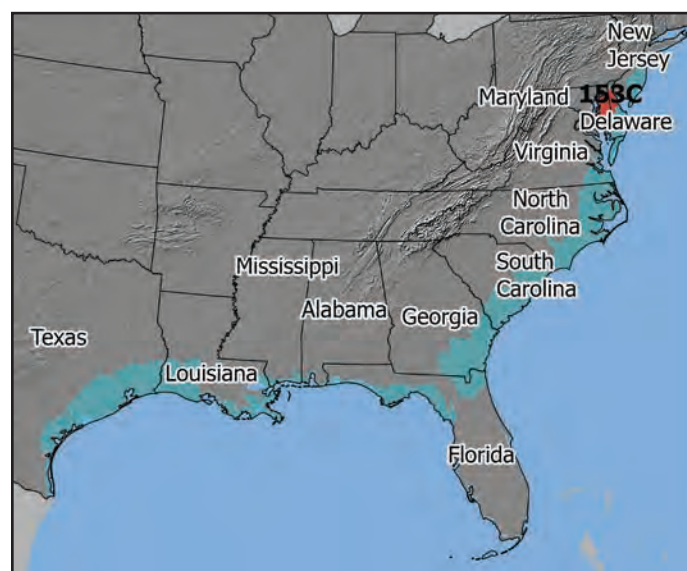 New
Jersey
153C
Maryland
Delaware
Virginia
North
Carolina
South
Carolina
Mississippi
Alabama
Georgia
Texas
Louisiana
Florida